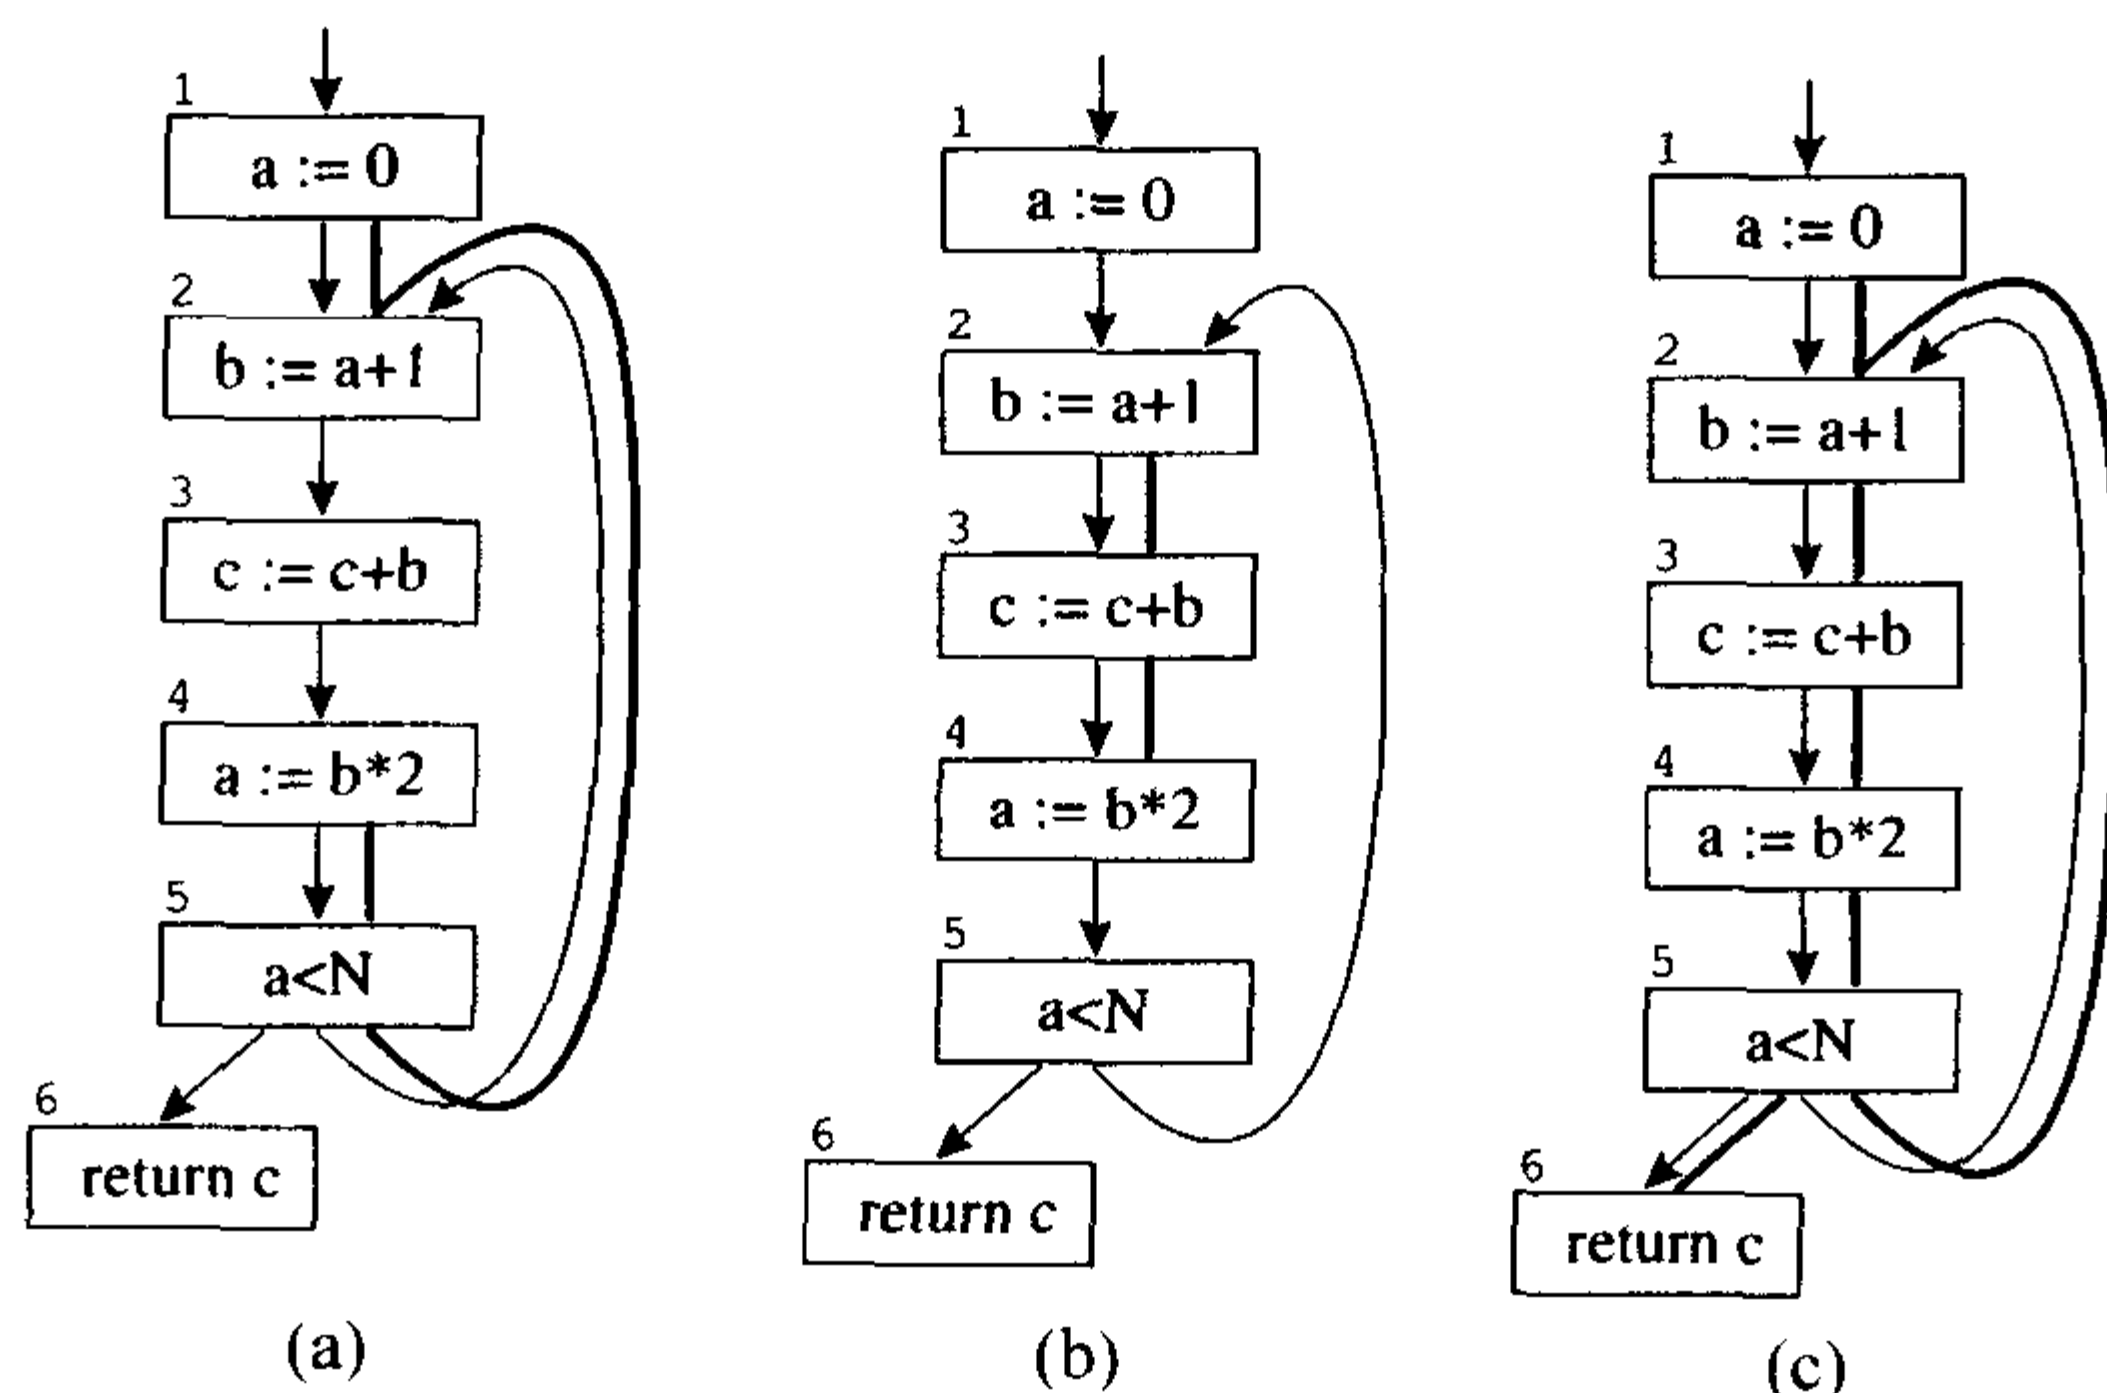 1
a := 0
2
b := a+1
3
c := c+b
4
a := b*2
5
a<N
6
return c
(a)
1
a := 0
2
b := a+1
3
c := c+b
4
a := b*2
5
a<N
6
return c
(b)
1
a := 0
2
b := a+1
3
c := c+b
4
a := b*2
5
a<N
6
return c
(c)